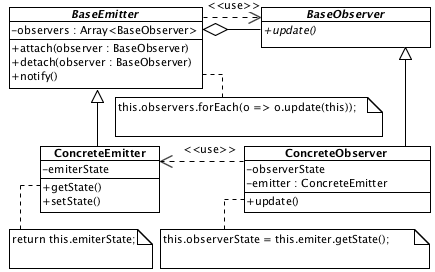 BaseEmitter
-observers : Array<BaseObserver>
+attach(observer : BaseObserver)
+detach(observer : BaseObserver)
+notify()
<<use>>
BaseObserver
+update()
this.observers.forEach(o => o.update(this));
ConcreteEmitter
-emiterState
+getState()
+setState()
<<use>>
ConcreteObserver
-observerState
-emitter : ConcreteEmitter
+update()
return this.emiterState;
this.observerState = this.emiter.getState();